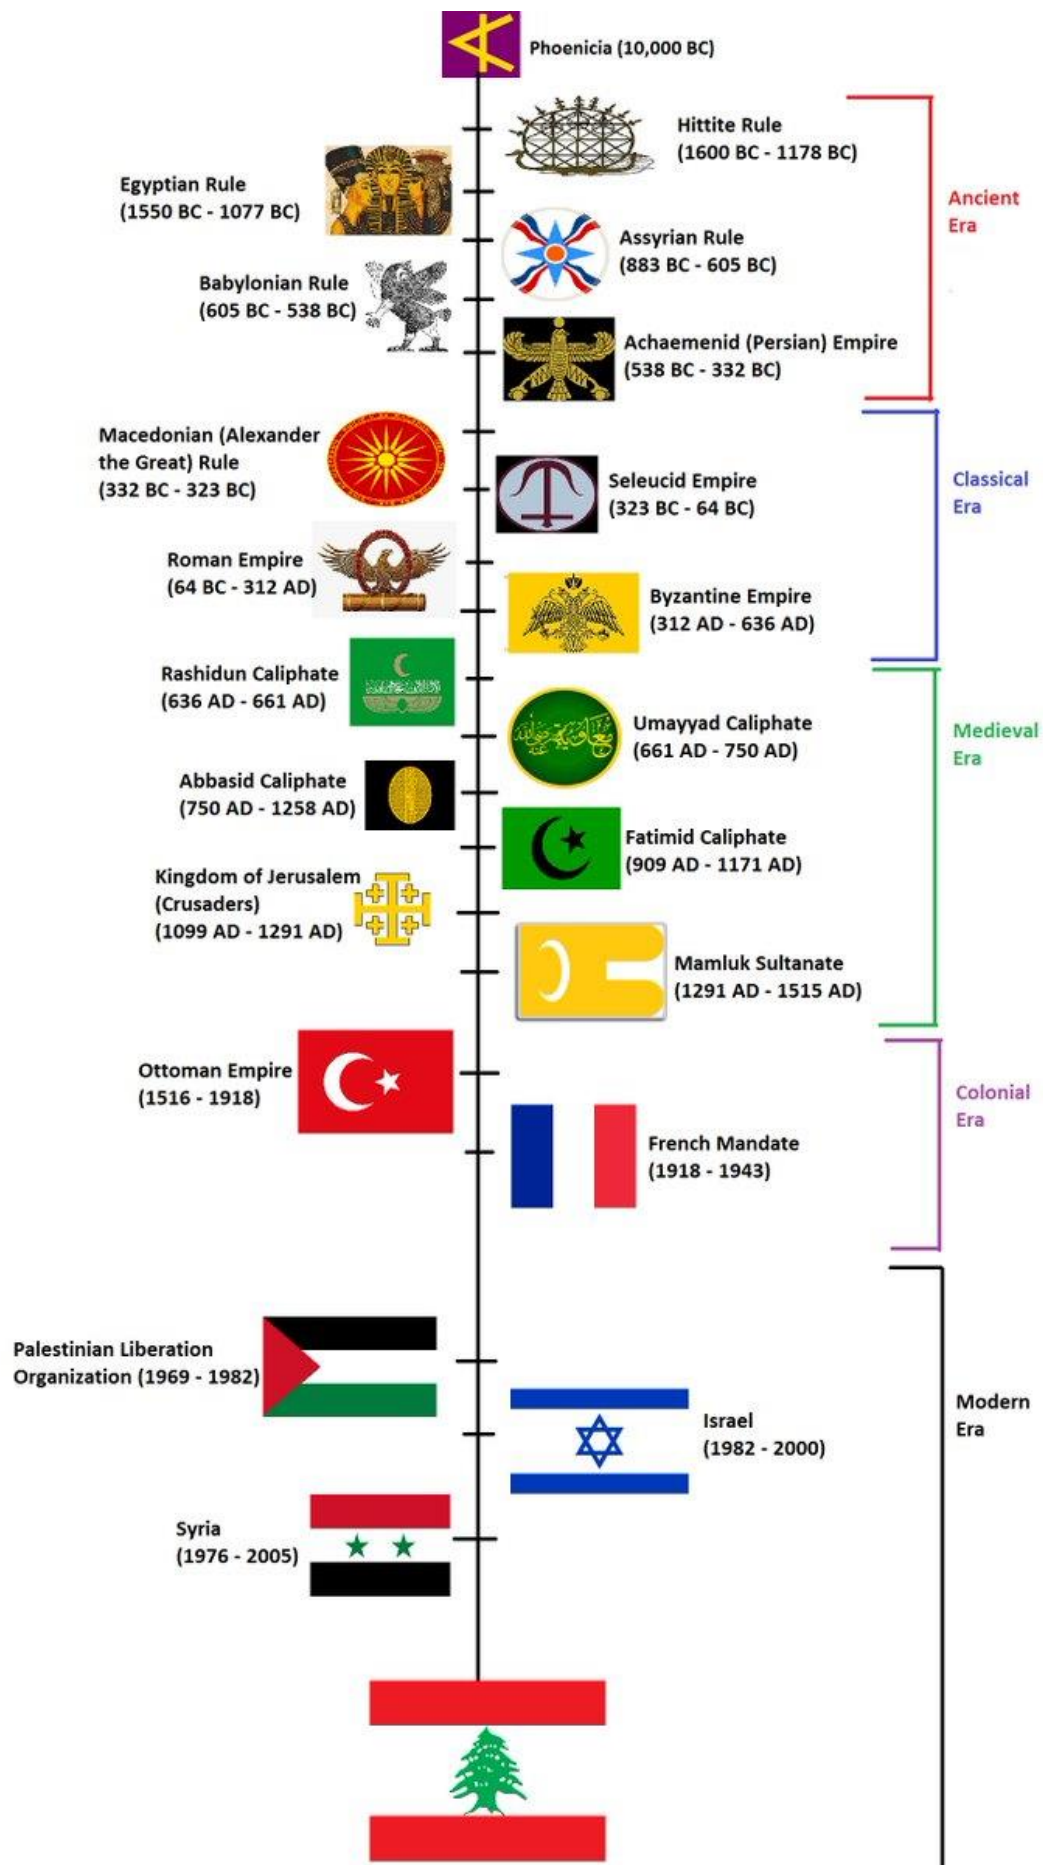 Phoenicia (10,000 BC)
Hittite Rule
(1600 BC - 1178 BC)
Egyptian Rule
(1550 BC - 1077 BC)
Ancient
Era
Assyrian Rule
(883 BC - 605 BC)
Babylonian Rule
(605 BC - 538 BC)
Achaemenid (Persian) Empire
(538 BC - 332 BC)
Macedonian (Alexander
the Great) Rule
(332 BC - 323 BC)
Seleucid Empire
(323 BC - 64 BC)
Classical
Era
Roman Empire
(64 BC - 312 AD)
Byzantine Empire
(312 AD - 636 AD)
Rashidun Caliphate
(636 AD - 661 AD)
Umayyad Caliphate
(661 AD - 750 AD)
Medieval
Era
Abbasid Caliphate
(750 AD - 1258 AD)
Fatimid Caliphate
(909 AD - 1171 AD)
Kingdom of Jerusalem
(Crusaders)
(1099 AD - 1291 AD)
Mamluk Sultanate
(1291 AD - 1515 AD)
Ottoman Empire
(1516 - 1918)
Colonial
Era
French Mandate
(1918 - 1943)
Palestinian Liberation
Organization (1969 - 1982)
Israel
(1982 - 2000)
Modern
Era
Syria
(1976 - 2005)